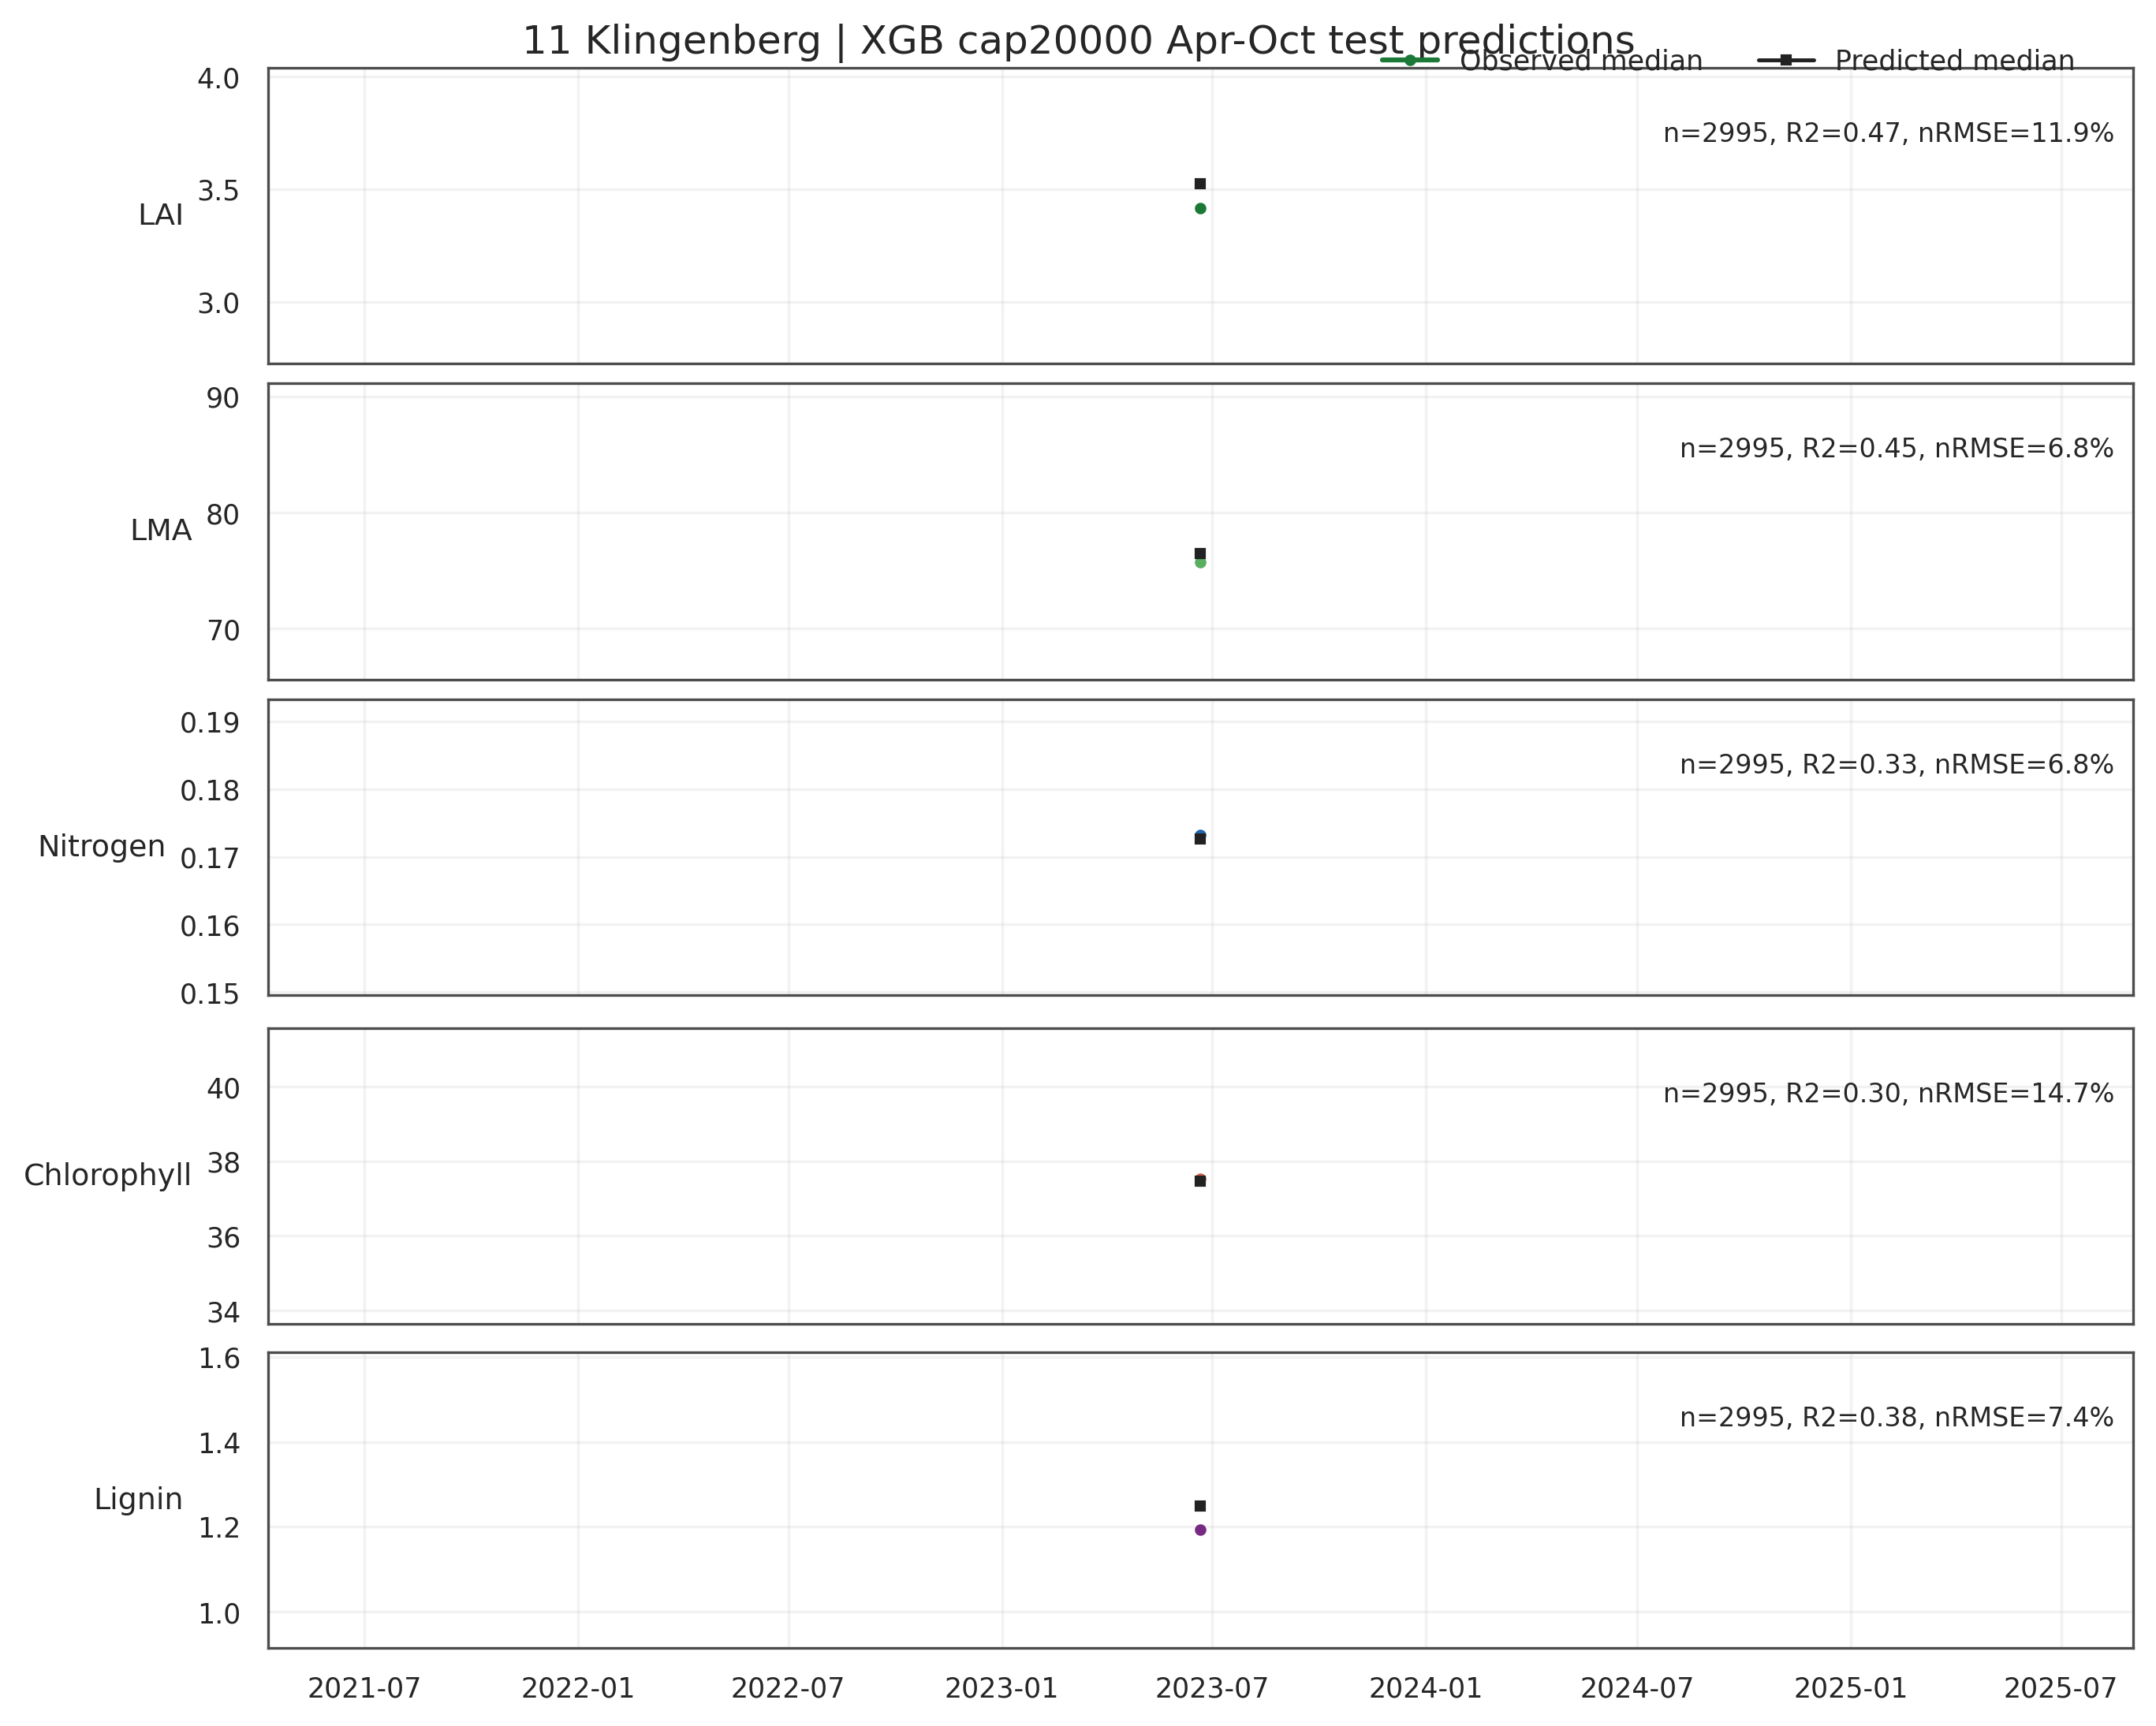 11 Klingenberg | XGB cap20000 Apr-Oct test predictions
Observed median
Predicted median
4.0
3.5
3.0
LAI
n=2995, R2=0.47, nRMSE=11.9%
90
80
70
LMA
n=2995, R2=0.45, nRMSE=6.8%
0.19
0.18
0.17
0.16
0.15
Nitrogen
n=2995, R2=0.33, nRMSE=6.8%
40
38
36
34
Chlorophyll
n=2995, R2=0.30, nRMSE=14.7%
1.6
1.4
1.2
1.0
Lignin
n=2995, R2=0.38, nRMSE=7.4%
2021-07 2022-01 2022-07 2023-01 2023-07 2024-01 2024-07 2025-01 2025-07